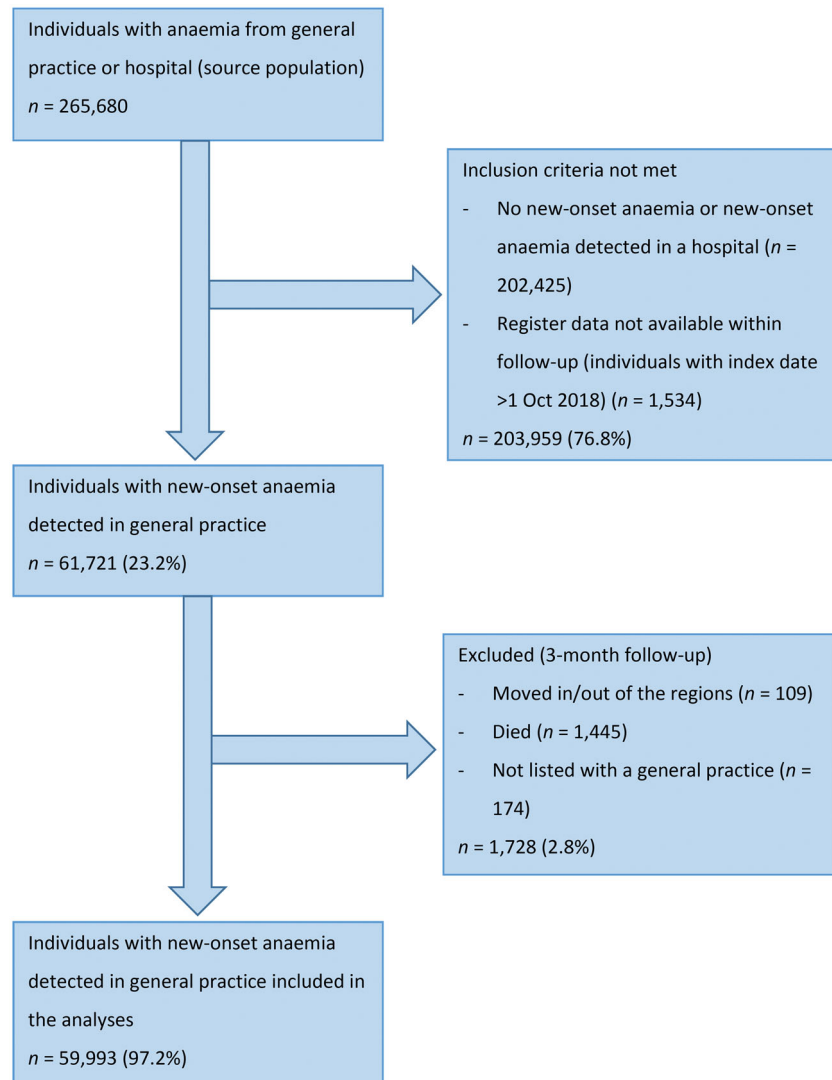 Individuals with anaemia from general
practice or hospital (source population)
n = 265,680
Inclusion criteria not met
- No new-onset anaemia or new-onset
anaemia detected in a hospital (n =
202,425)
- Register data not available within
follow-up (individuals with index date
>1 Oct 2018) (n = 1,534)
n = 203,959 (76.8%)
Individuals with new-onset anaemia
detected in general practice
n = 61,721 (23.2%)
Excluded (3-month follow-up)
- Moved in/out of the regions (n = 109)
- Died (n = 1,445)
- Not listed with a general practice (n =
174)
n = 1,728 (2.8%)
Individuals with new-onset anaemia
detected in general practice included in
the analyses
n = 59,993 (97.2%)